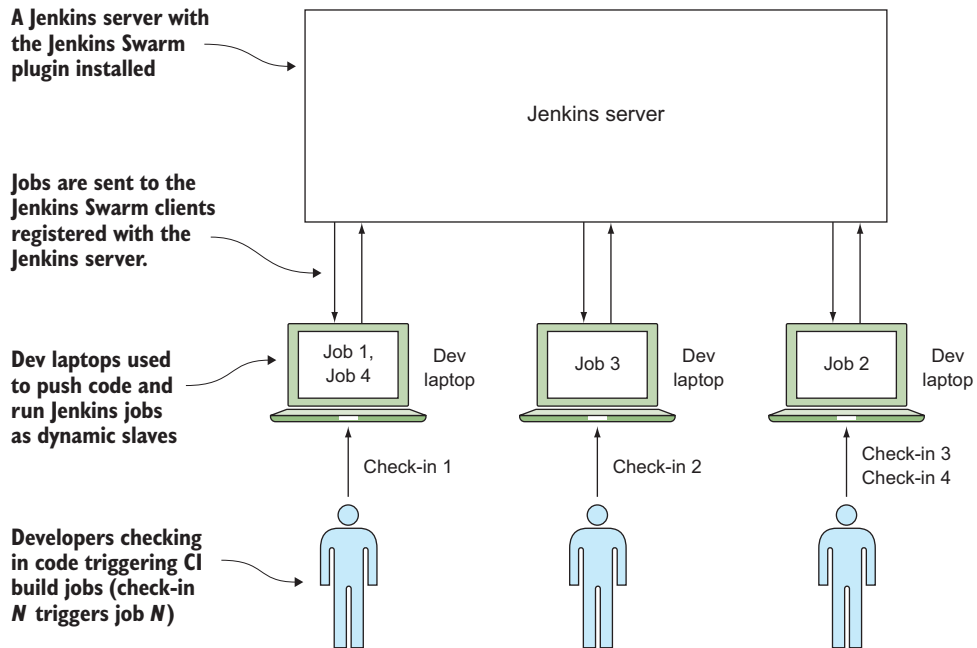 A Jenkins server with
the Jenkins Swarm
plugin installed
Jenkins server
Jobs are sent to the
Jenkins Swarm clients
registered with the
Jenkins server.
Dev laptops used
to push code and
run Jenkins jobs
as dynamic slaves
Job 1,
Job 4
Dev
laptop
Job 3
Dev
laptop
Job 2
Dev
laptop
Check-in 1
Check-in 2
Check-in 3
Check-in 4
Developers checking
in code triggering CI
build jobs (check-in
N triggers job N)